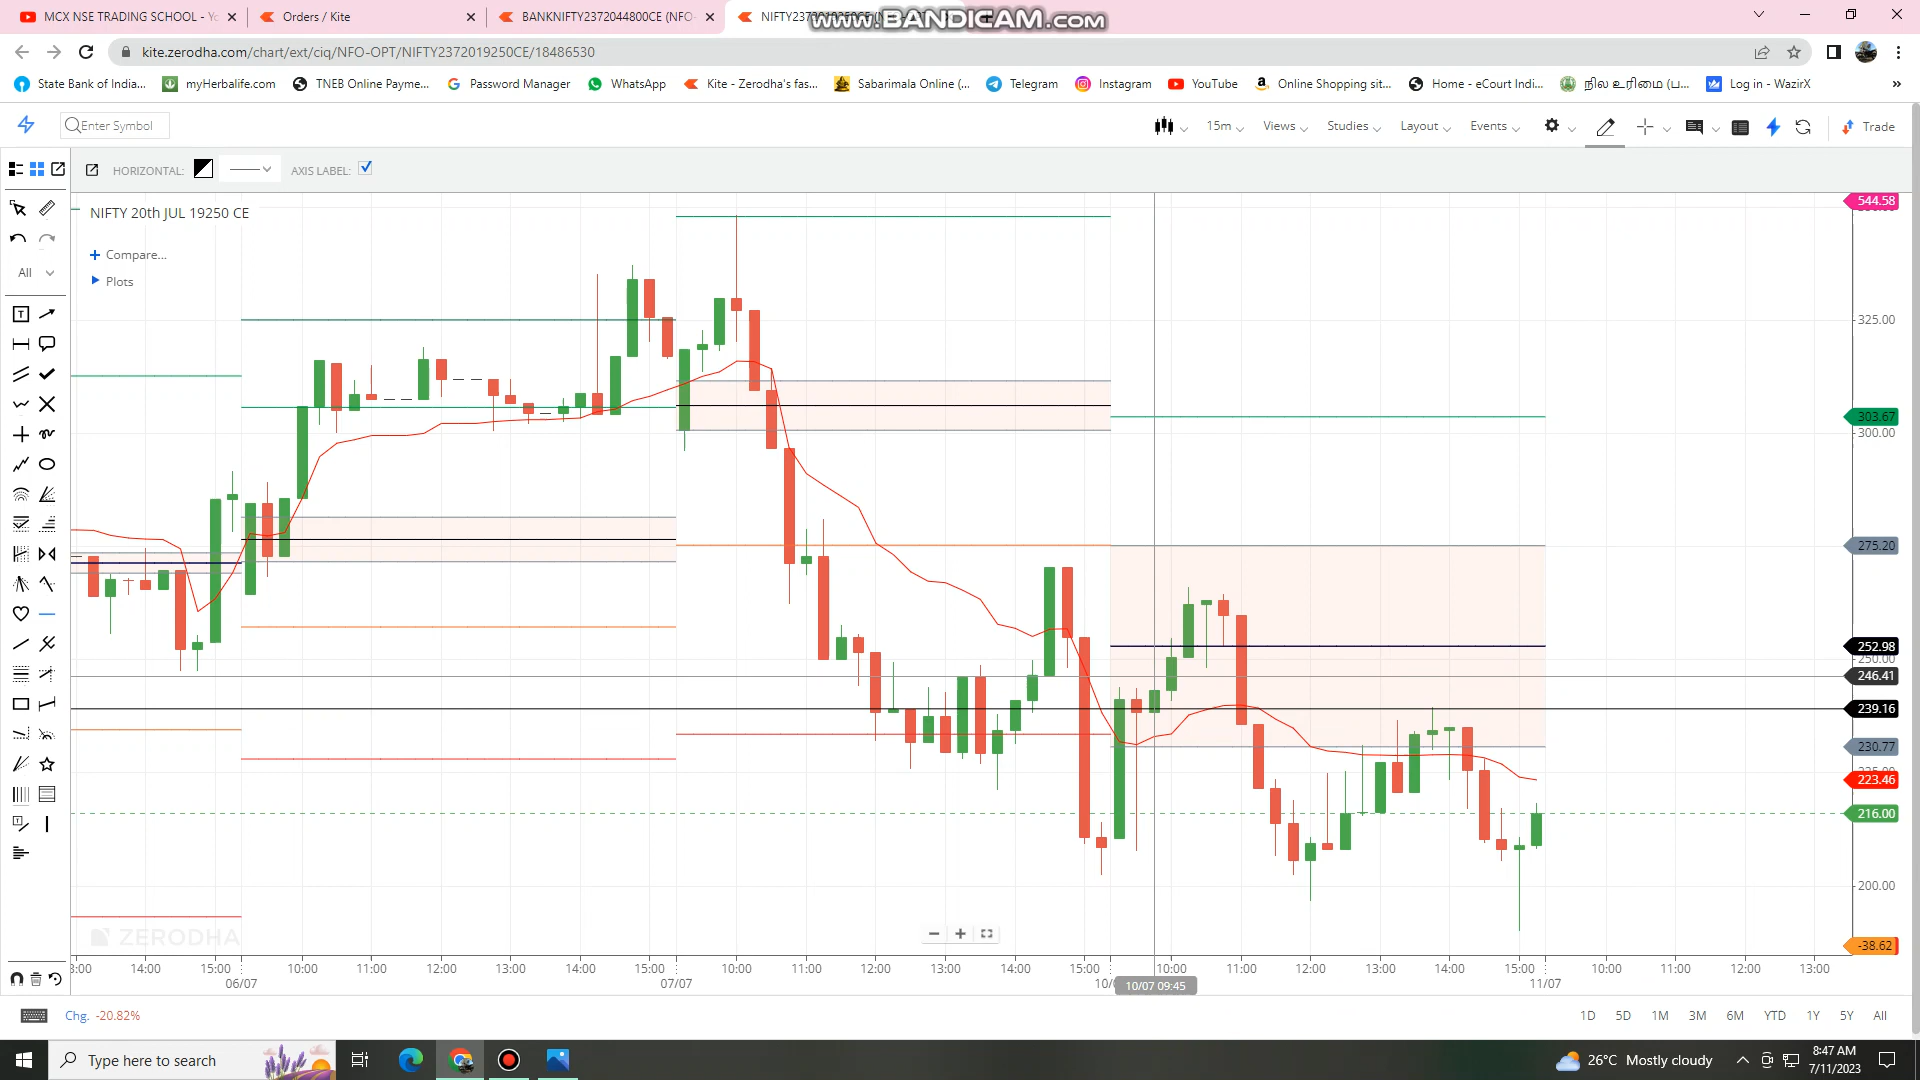 MCX NSE TRADING SCHOOL - Yo
Orders / Kite
BANKNIFTY2372044800CE (NFO-
www.BANDICAM.com
kite.zerodha.com/chart/ext/ciq/NFO-OPT/NIFTY2372019250CE/18486530
State Bank of India... myHerbalife.com TNEB Online Payme... Password Manager WhatsApp Kite - Zerodha's fas... Sabarimala Online (... Telegram Instagram YouTube Online Shopping sit... Home - eCourt Indi... நில உரிமை (ப... Log in - WazirX »
Enter Symbol 15m Views Studies Layout Events Trade
HORIZONTAL: AXIS LABEL:
NIFTY 20th JUL 19250 CE
Compare...
Plots
All
544.58
325.00
303.67
300.00
275.20
252.98
250.00
246.41
239.16
230.77
223.46
216.00
200.00
-38.62
ZERODHA
14:00 15:00 10:00 11:00 12:00 13:00 14:00 15:00 10:00 11:00 12:00 13:00 14:00 15:00 10:00 11:00 12:00 13:00 14:00 15:00 10:00 11:00 12:00 13:00
06/07 07/07 10/07 09:45 11/07
Chg. -20.82%
1D 5D 1M 3M 6M YTD 1Y 5Y All
Type here to search
26°C Mostly cloudy
8:47 AM
7/11/2023